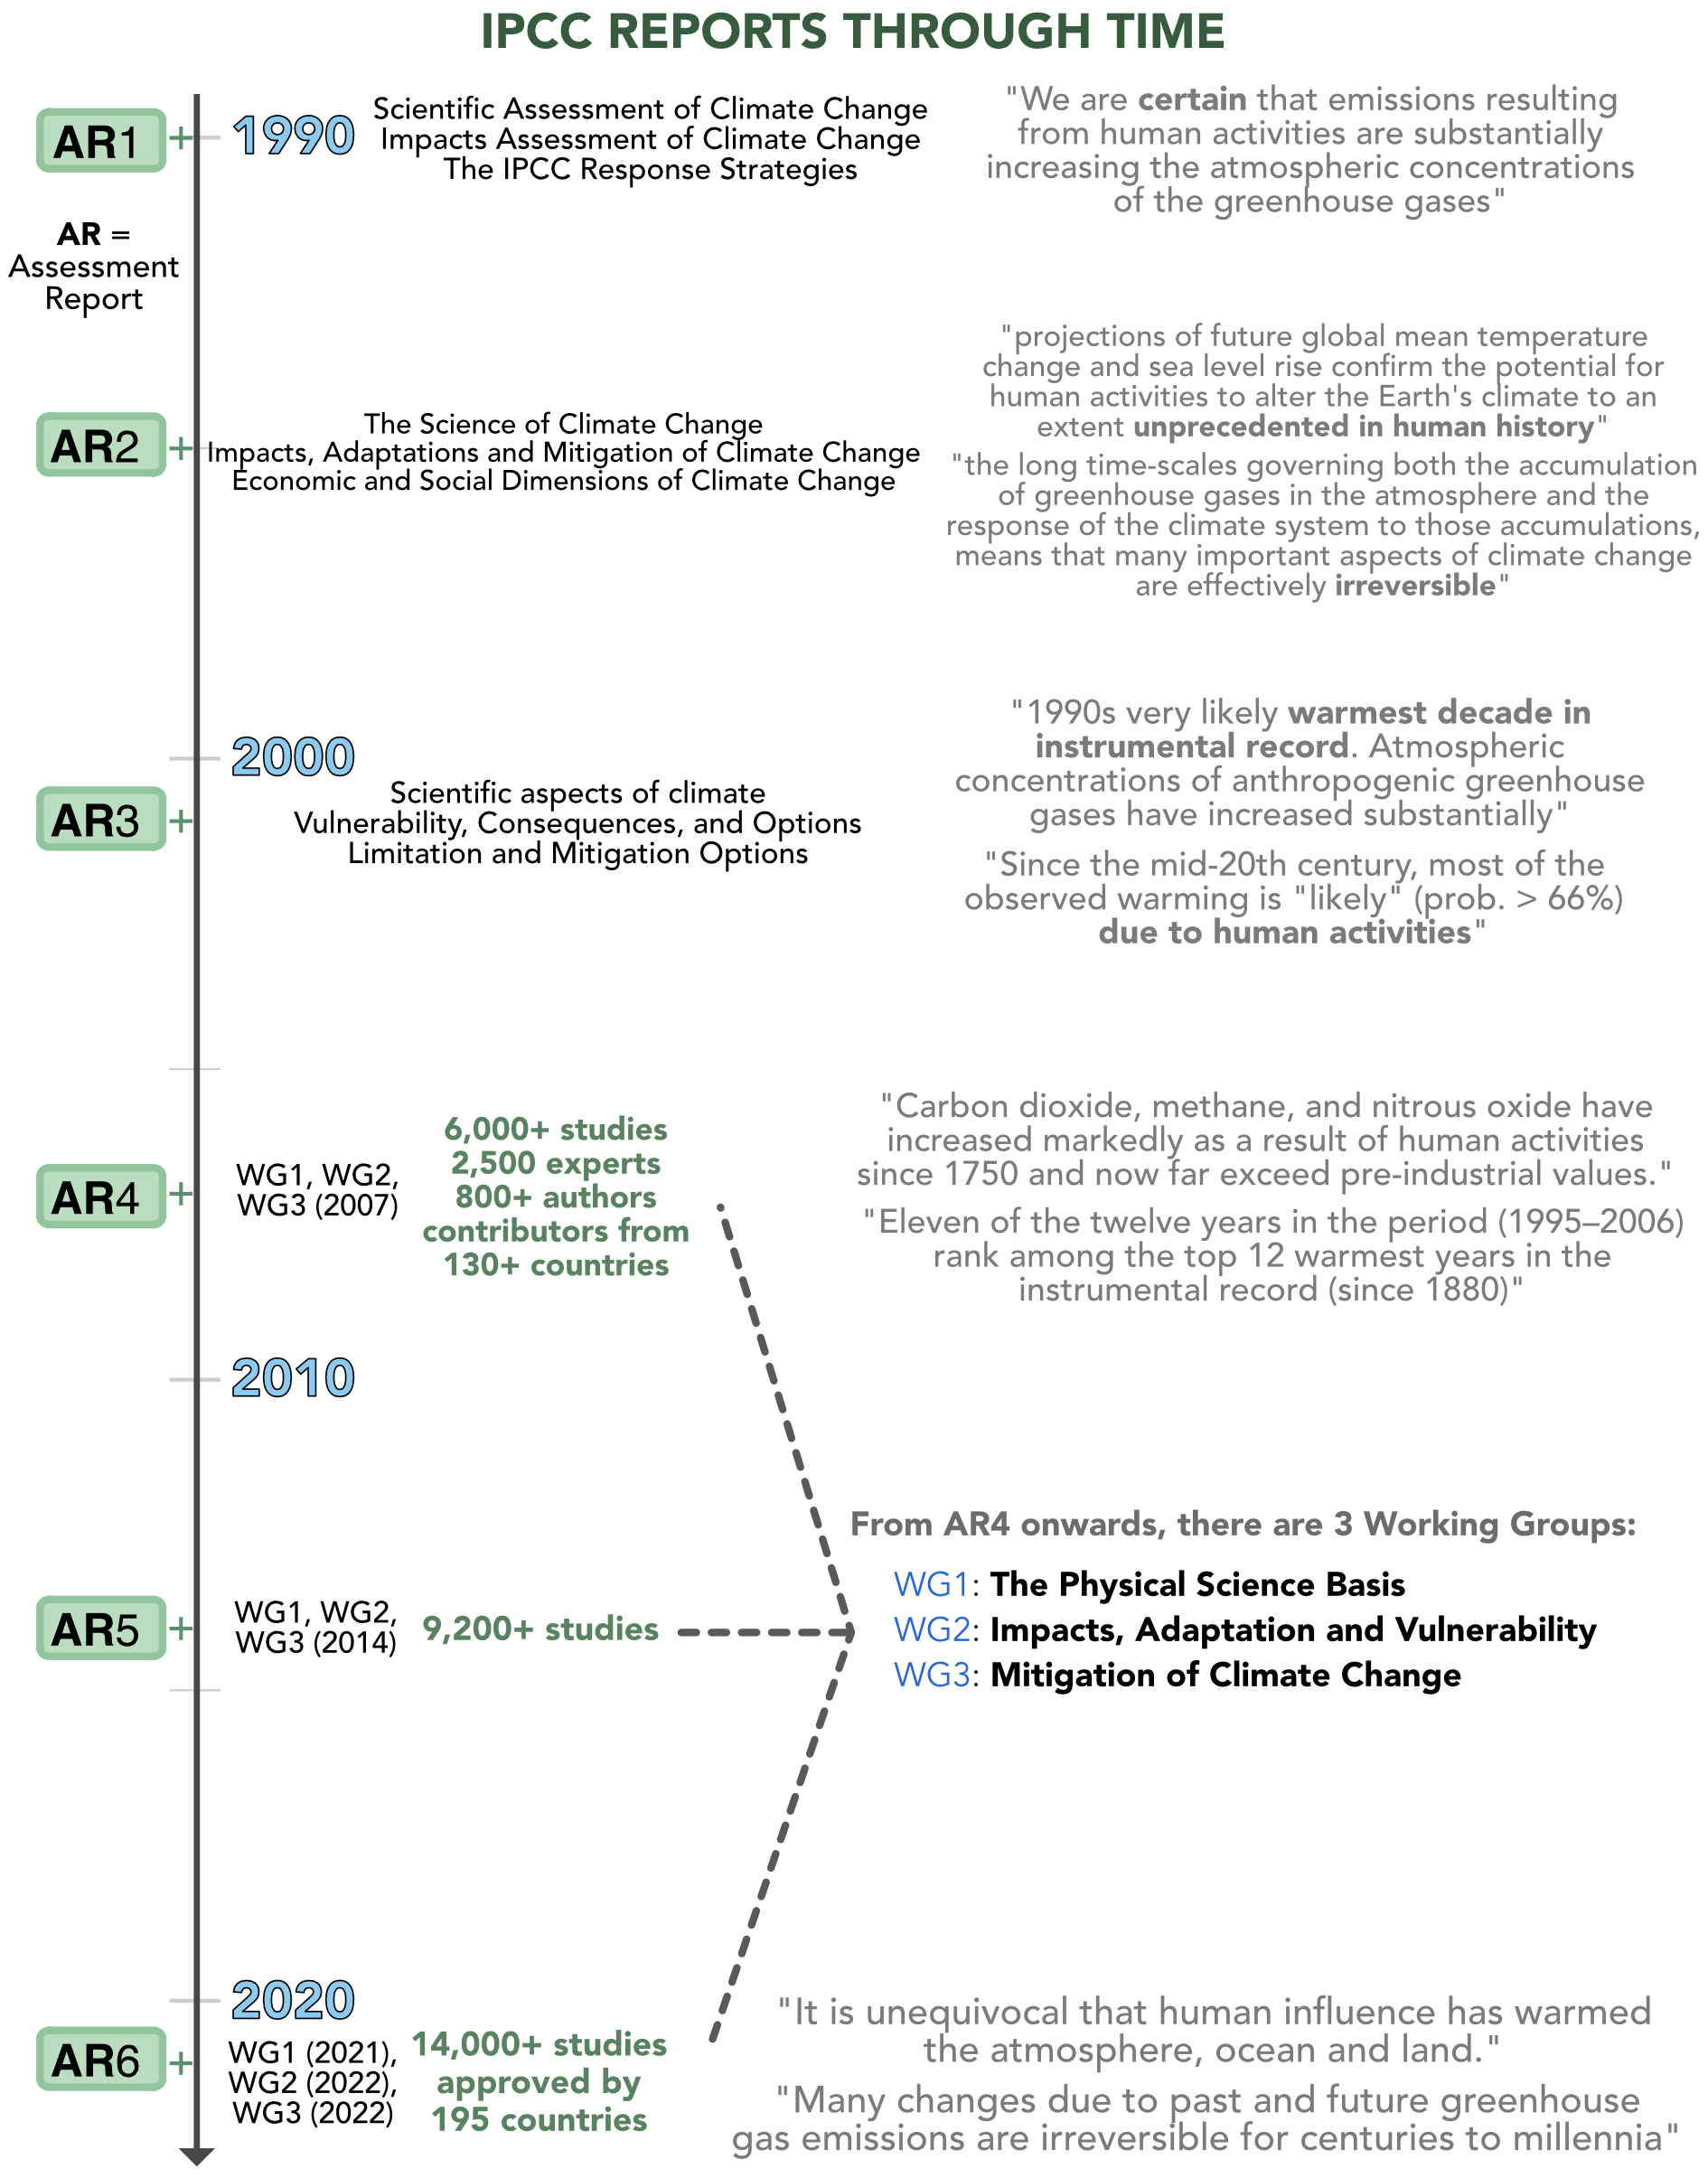 IPCC REPORTS THROUGH TIME
AR1
1990
Scientific Assessment of Climate Change
Impacts Assessment of Climate Change
The IPCC Response Strategies
"We are certain that emissions resulting
from human activities are substantially
increasing the atmospheric concentrations
of the greenhouse gases"
AR =
Assessment
Report
AR2
The Science of Climate Change
Impacts, Adaptations and Mitigation of Climate Change
Economic and Social Dimensions of Climate Change
"projections of future global mean temperature
change and sea level rise confirm the potential for
human activities to alter the Earth's climate to an
extent unprecedented in human history"
"the long time-scales governing both the accumulation
of greenhouse gases in the atmosphere and the
response of the climate system to those accumulations,
means that many important aspects of climate change
are effectively irreversible"
2000
AR3
Scientific aspects of climate
Vulnerability, Consequences, and Options
Limitation and Mitigation Options
"1990s very likely warmest decade in
instrumental record. Atmospheric
concentrations of anthropogenic greenhouse
gases have increased substantially"
"Since the mid-20th century, most of the
observed warming is "likely" (prob. > 66%)
due to human activities"
AR4
WG1, WG2,
WG3 (2007)
6,000+ studies
2,500 experts
800+ authors
contributors from
130+ countries
"Carbon dioxide, methane, and nitrous oxide have
increased markedly as a result of human activities
since 1750 and now far exceed pre-industrial values."
"Eleven of the twelve years in the period (1995–2006)
rank among the top 12 warmest years in the
instrumental record (since 1880)"
2010
AR5
WG1, WG2,
WG3 (2014)
9,200+ studies
From AR4 onwards, there are 3 Working Groups:
WG1: The Physical Science Basis
WG2: Impacts, Adaptation and Vulnerability
WG3: Mitigation of Climate Change
2020
AR6
WG1 (2021),
WG2 (2022),
WG3 (2022)
14,000+ studies
approved by
195 countries
"It is unequivocal that human influence has warmed
the atmosphere, ocean and land."
"Many changes due to past and future greenhouse
gas emissions are irreversible for centuries to millennia"